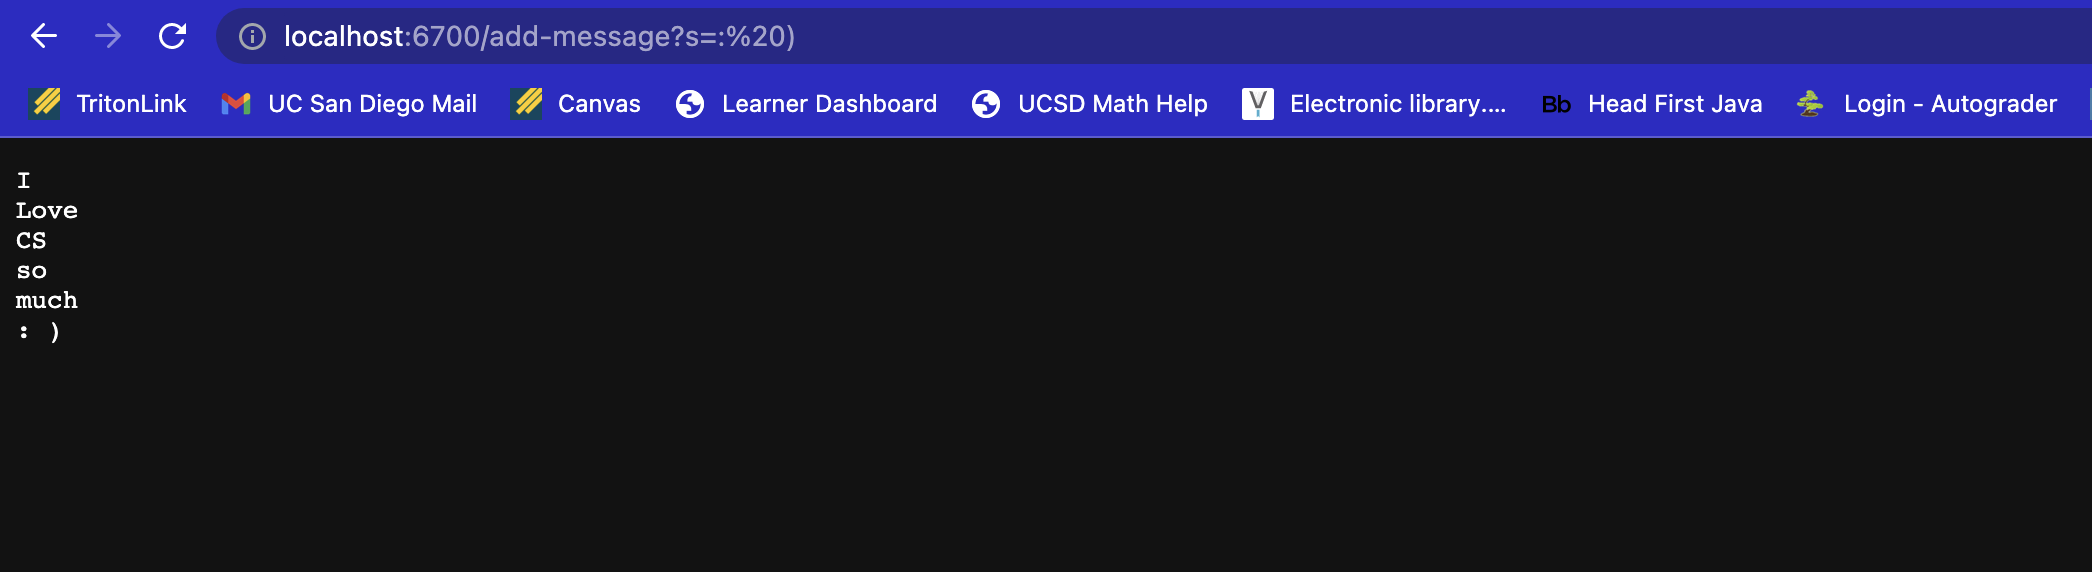 localhost:6700/add-message?s=:%20)
TritonLink UC San Diego Mail Canvas Learner Dashboard UCSD Math Help V Electronic library.... Bb Head First Java Login - Autograder
I
Love
CS
so
much
: )